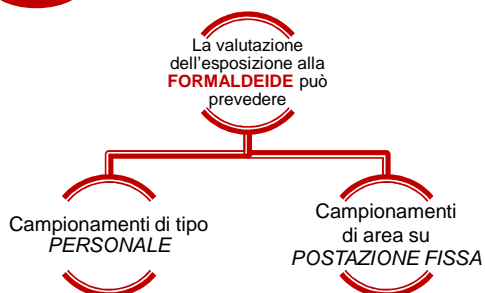 La valutazione
dell'esposizione alla
FORMALDEIDE può
prevedere
Campionamenti di tipo
PERSONALE
Campionamenti
di area su
POSTAZIONE FISSA